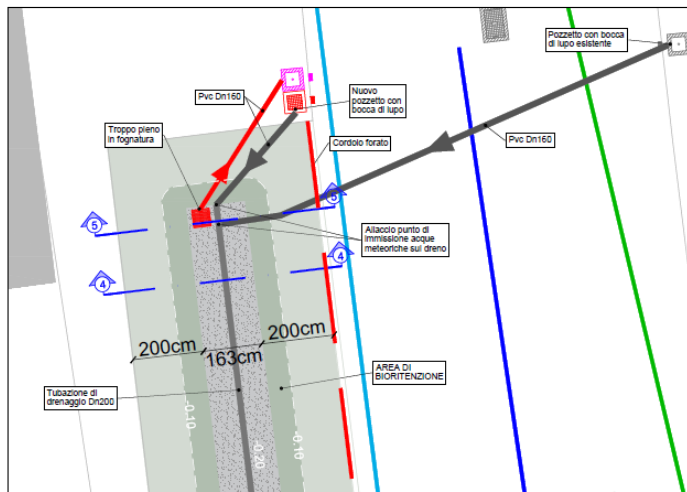 Pozzetto con bocca
di lupo esistente
Pvc Dn160
Nuovo
pozzetto con
bocca di lupo
Troppo pieno
in fognatura
Cordolo forato
Pvc Dn160
5
5
Allaccio punto di
immissione acque
meteoriche sul dreno
4
4
200cm
163cm
200cm
Tubazione di
drenaggio Dn200
AREA DI
BIORITENZIONE
-0.10
-0.20
-0.10